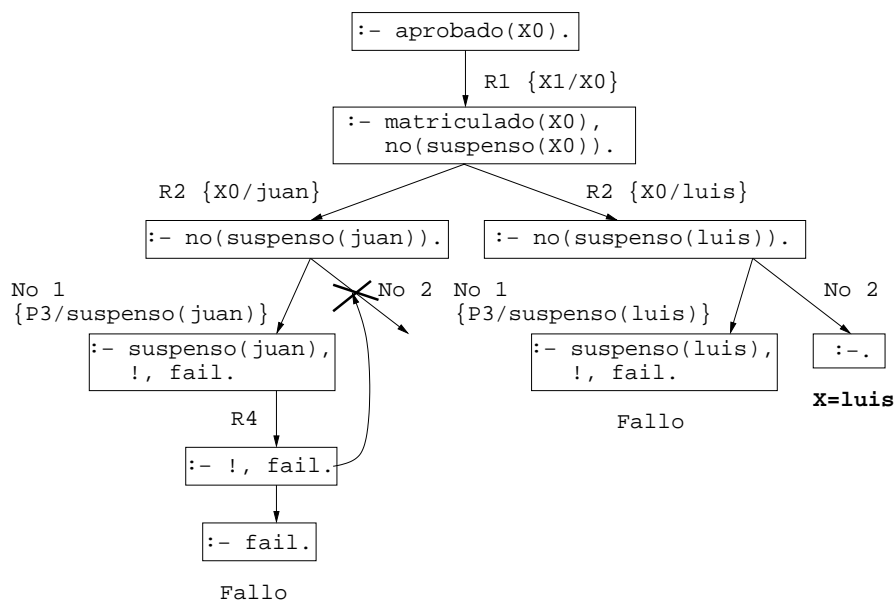 :- aprobado(X0).
R1 {X1/X0}
:- matriculado(X0),
no(suspenso(X0)).
R2 {X0/juan}
R2 {X0/luis}
:- no(suspenso(juan)).
:- no(suspenso(luis)).
No 1
{P3/suspenso(juan)}
No 2
No 1
{P3/suspenso(luis)}
No 2
:- suspenso(juan),
!, fail.
:- suspenso(luis),
!, fail.
:-.
X=luis
Fallo
R4
:- !, fail.
:- fail.
Fallo